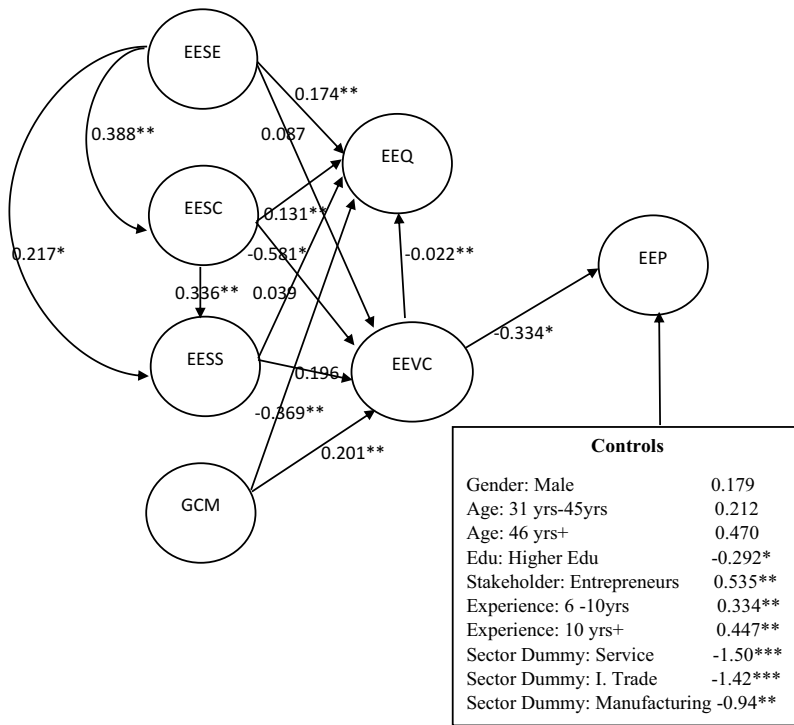 EESE
0.174**
0.087
0.388**
EEQ
EESC
0.131**
0.217*
-0.581*
-0.022**
EEP
0.336**
0.039
-0.334*
EESS
EEVC
0.196
-0.369**
0.201**
GCM
Controls
Gender: Male 0.179
Age: 31 yrs-45yrs 0.212
Age: 46 yrs+ 0.470
Edu: Higher Edu -0.292*
Stakeholder: Entrepreneurs 0.535**
Experience: 6 -10yrs 0.334**
Experience: 10 yrs+ 0.447**
Sector Dummy: Service -1.50***
Sector Dummy: I. Trade -1.42***
Sector Dummy: Manufacturing -0.94**